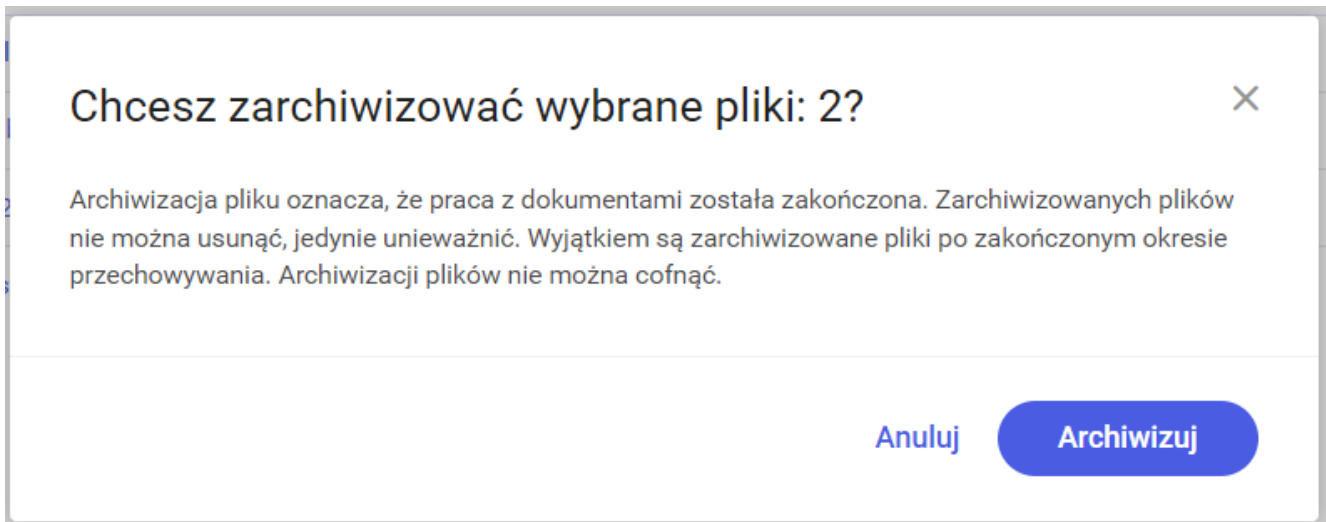 Chcesz zarchiwizować wybrane pliki: 2?
Archiwizacja pliku oznacza, że praca z dokumentami została zakończona. Zarchiwizowanych plików
nie można usunąć, jedynie unieważnić. Wyjątkiem są zarchiwizowane pliki po zakończonym okresie
przechowywania. Archiwizacji plików nie można cofnąć.
Anuluj
Archiwizuj